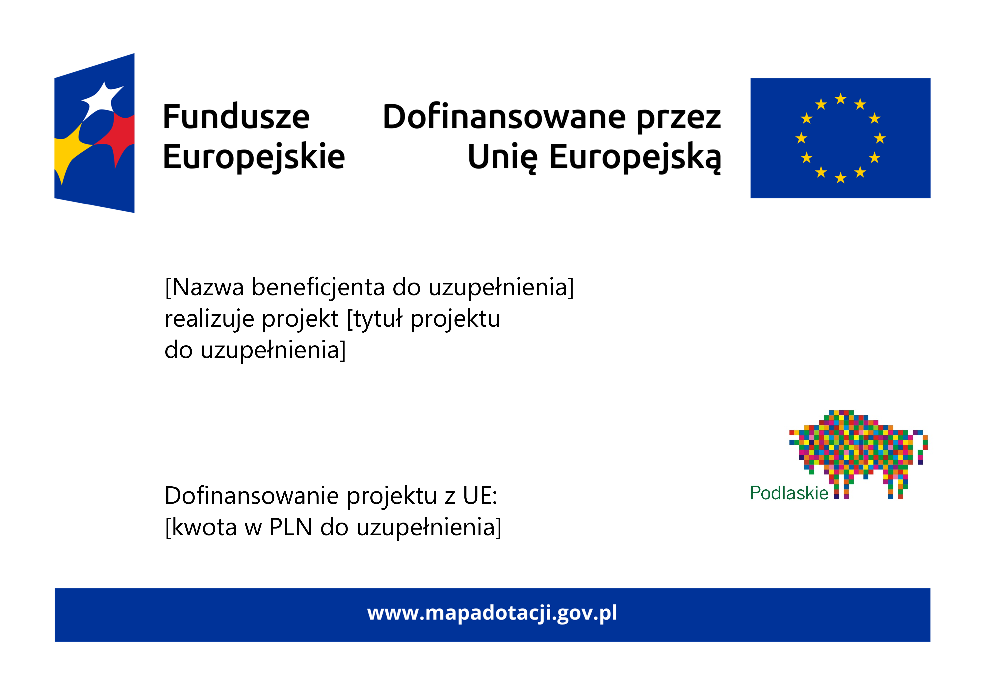 Fundusze
Europejskie
Dofinansowane przez
Unię Europejską
[Nazwa beneficjenta do uzupełnienia]
realizuje projekt [tytuł projektu
do uzupełnienia]
Podlaskie
Dofinansowanie projektu z UE:
[kwota w PLN do uzupełnienia]
www.mapadotacji.gov.pl